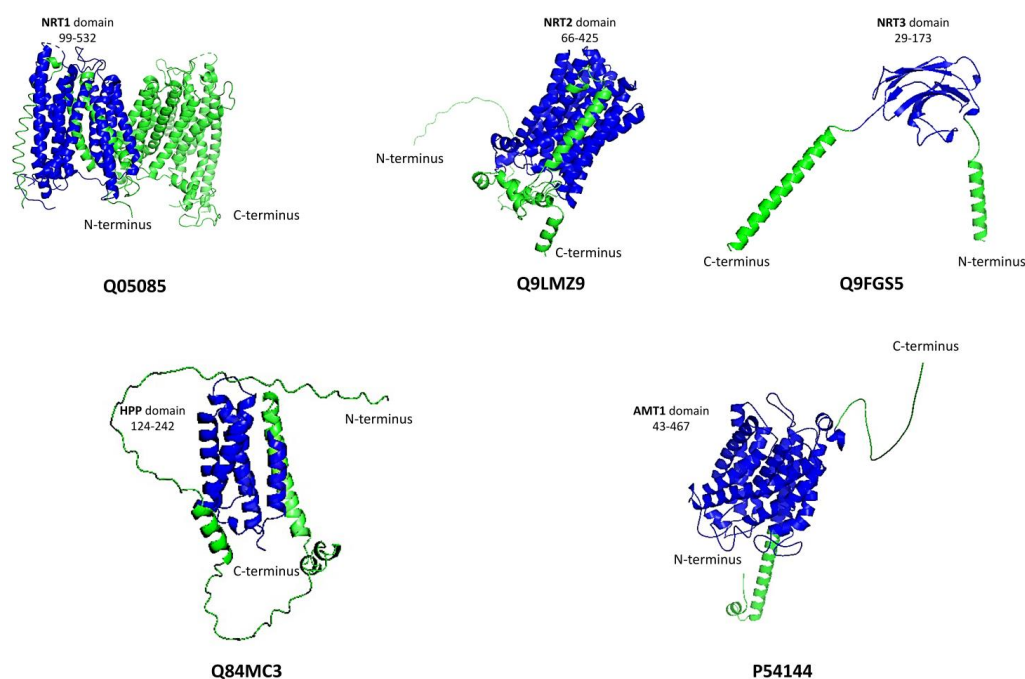 NRT1 domain
99-532
N-terminus
C-terminus
Q05085
NRT2 domain
66-425
N-terminus
C-terminus
Q9LMZ9
NRT3 domain
29-173
C-terminus
N-terminus
Q9FGS5
HPP domain
124-242
N-terminus
C-terminus
Q84MC3
C-terminus
AMT1 domain
43-467
N-terminus
P54144